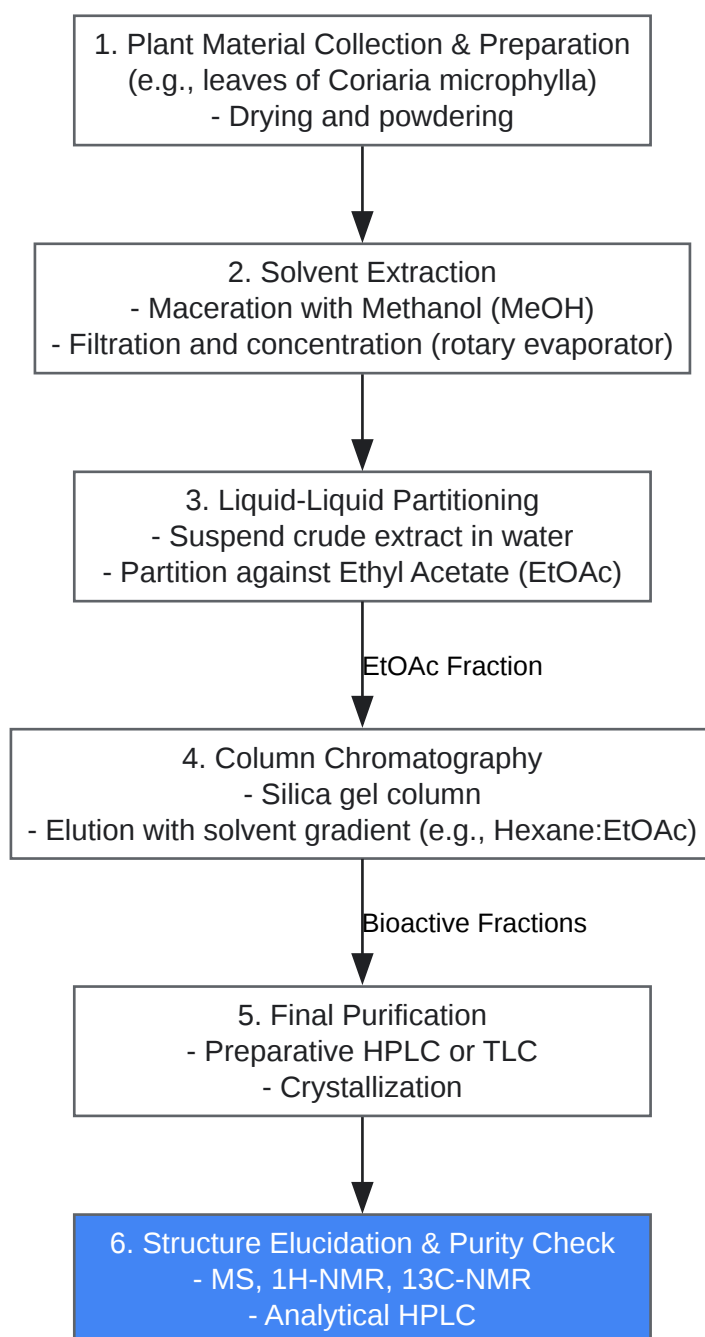 1. Plant Material Collection & Preparation
(e.g., leaves of Coriaria microphylla)
- Drying and powdering
2. Solvent Extraction
- Maceration with Methanol (MeOH)
- Filtration and concentration (rotary evaporator)
3. Liquid-Liquid Partitioning
- Suspend crude extract in water
- Partition against Ethyl Acetate (EtOAc)
EtOAc Fraction
4. Column Chromatography
- Silica gel column
- Elution with solvent gradient (e.g., Hexane:EtOAc)
Bioactive Fractions
5. Final Purification
- Preparative HPLC or TLC
- Crystallization
6. Structure Elucidation & Purity Check
- MS, 1H-NMR, 13C-NMR
- Analytical HPLC